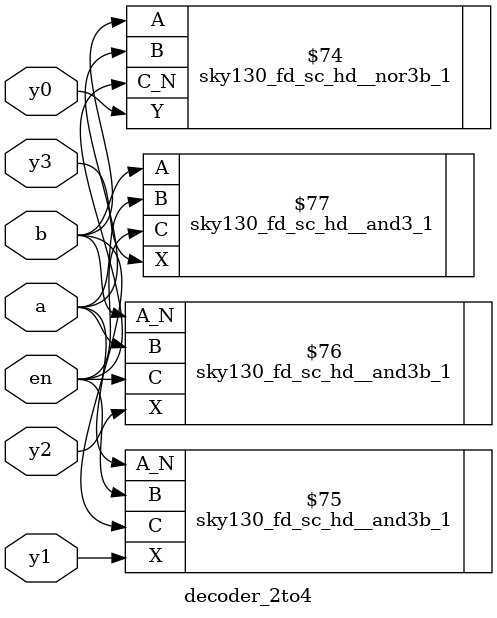 y0
y3
b
a
en
y2
y1
A
B
C_N
Y
$74
sky130_fd_sc_hd__nor3b_1
A
B
C
X
$77
sky130_fd_sc_hd__and3_1
A_N
B
C
X
$76
sky130_fd_sc_hd__and3b_1
A_N
B
C
X
$75
sky130_fd_sc_hd__and3b_1
decoder_2to4